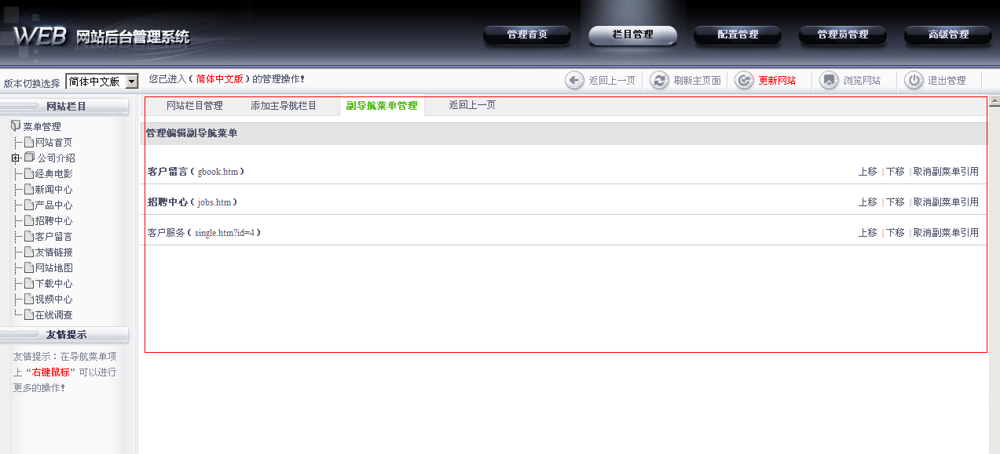 WEB 网站后台管理系统
管理首页 栏目管理 配置管理 管理员管理 高级管理
版本切换选择 简体中文版 您已进入 ( 简体中文版 ) 的管理操作!
返回上一页 刷新主页面 更新网站 浏览网站 退出管理
网站栏目
菜单管理
网站首页
公司介绍
经典电影
新闻中心
产品中心
招聘中心
客户留言
友情链接
网站地图
下载中心
视频中心
在线调查
友情提示
友情提示：在导航菜单项
上“右键鼠标”可以进行
更多的操作!
网站栏目管理 添加主导航栏目 副导航菜单管理 返回上一页
管理编辑副导航菜单
客户留言 ( gbook.htm ) 上移 | 下移 | 取消副菜单引用
招聘中心 ( jobs.htm ) 上移 | 下移 | 取消副菜单引用
客户服务 ( single.htm?id=4 ) 上移 | 下移 | 取消副菜单引用